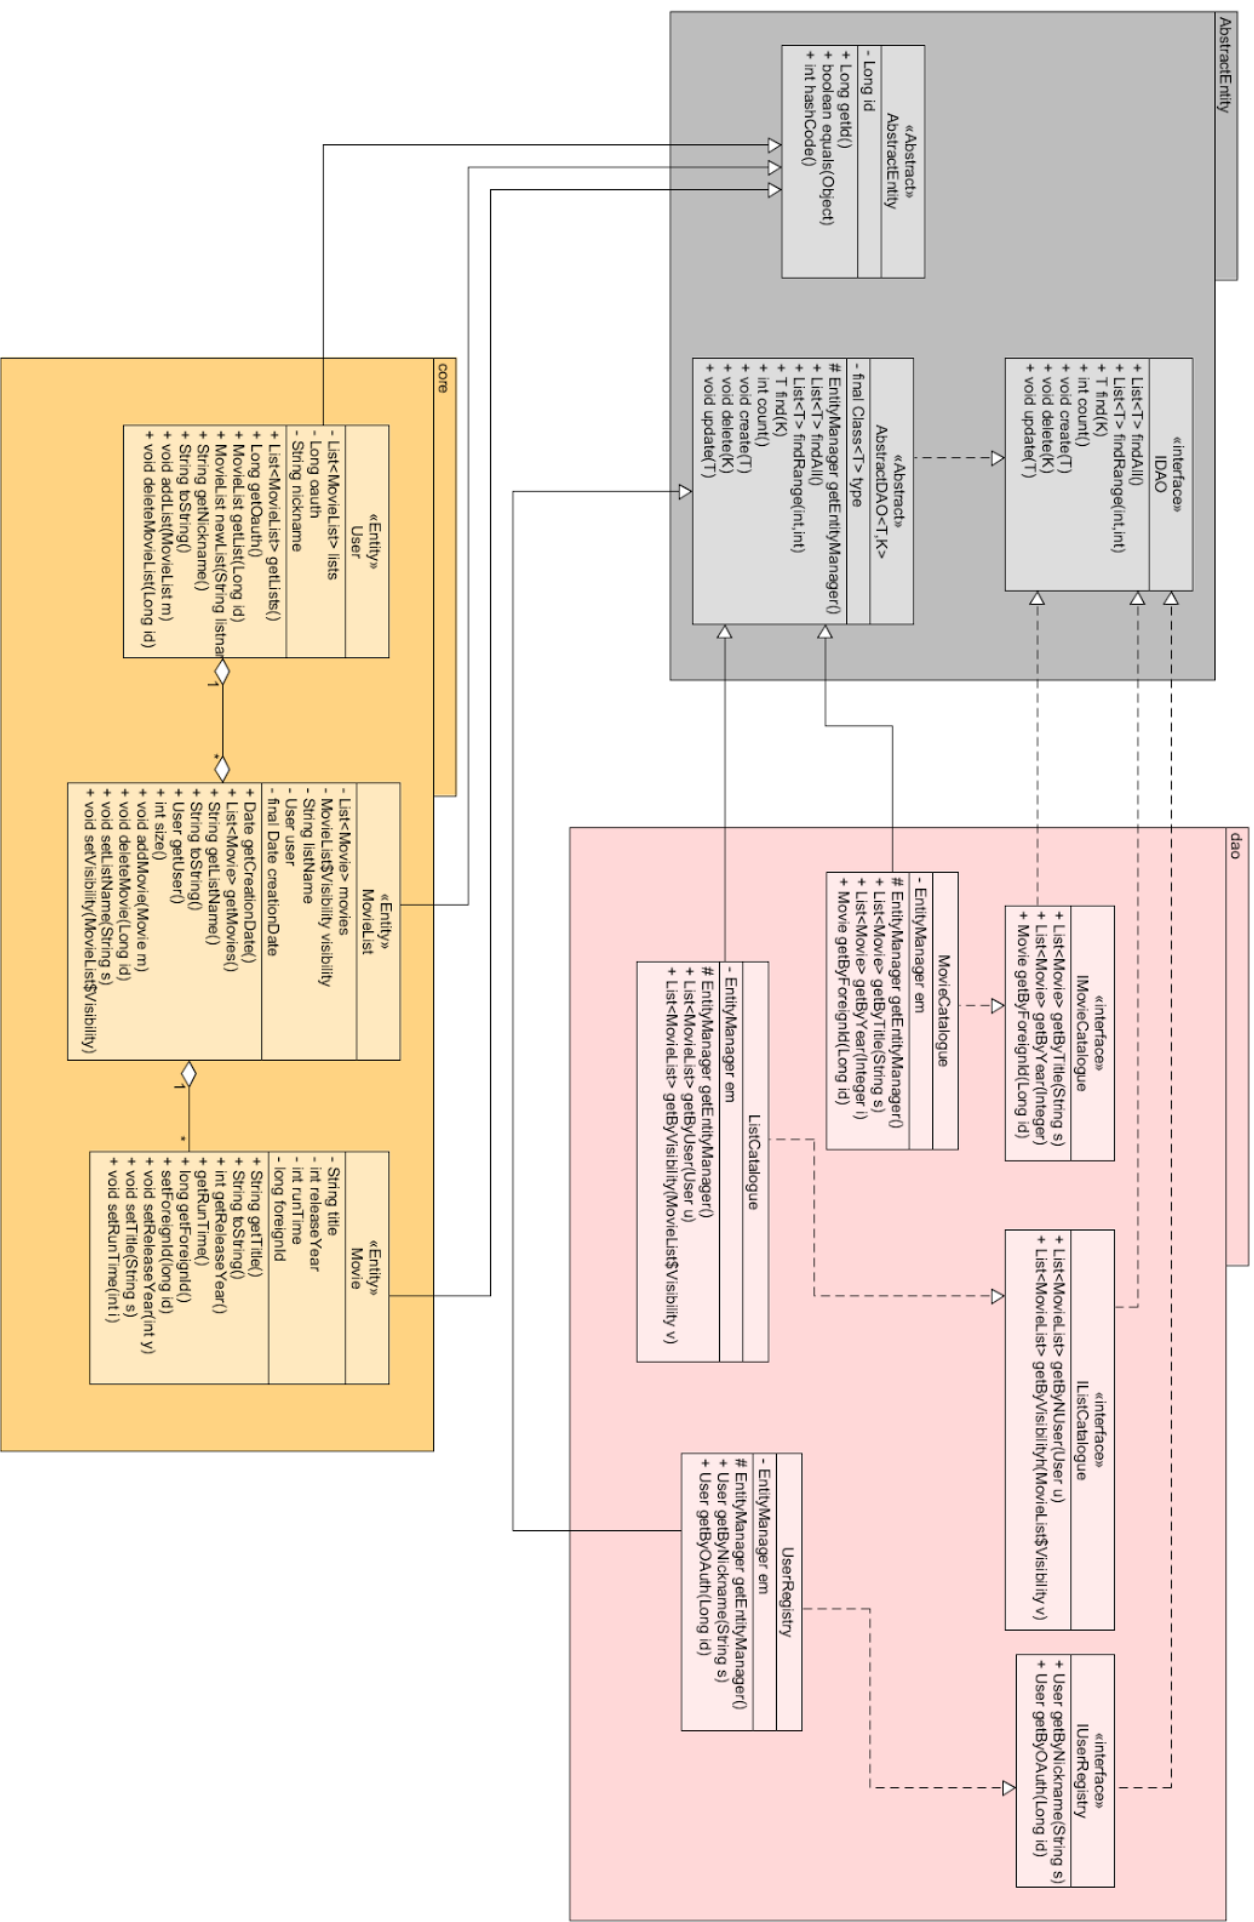 AbstractEntity
«Abstract»
AbstractEntity
- Long id
+ Long getId()
+ boolean equals(Object)
+ int hashCode()
«interface»
IDAO
+ List<T> findAll()
+ List<T> findRange(int,int)
+ T find(K)
+ int count()
+ void create(T)
+ void delete(K)
+ void update(T)
«Abstract»
AbstractDAO<T,K>
- final Class<T> type
# EntityManager getEntityManager()
+ List<T> findAll()
+ List<T> findRange(int,int)
+ T find(K)
+ int count()
+ void create(T)
+ void delete(K)
+ void update(T)
dao
«interface»
IMovieCatalogue
+ List<Movie> getByTitle(String s)
+ List<Movie> getByYear(Integer)
+ Movie getByForeignId(Long id)
MovieCatalogue
- EntityManager em
# EntityManager getEntityManager()
+ List<Movie> getByTitle(String s)
+ List<Movie> getByYear(Integer i)
+ Movie getByForeignId(Long id)
ListCatalogue
- EntityManager em
# EntityManager getEntityManager()
+ List<MovieList> getByUser(User u)
+ List<MovieList> getByVisibility(MovieList$Visibility v)
«interface»
IListCatalogue
+ List<MovieList> getByNUser(User u)
+ List<MovieList> getByVisibilityh(MovieList$Visibility v)
UserRegistry
- EntityManager em
# EntityManager getEntityManager()
+ User getByNickname(String s)
+ User getByOAuth(Long id)
«interface»
IUserRegistry
+ User getByNickname(String s)
+ User getByOAuth(Long id)
core
«Entity»
User
- List<MovieList> lists
- Long oauth
- String nickname
+ List<MovieList> getLists()
+ Long getOauth()
+ MovieList getList(Long id)
+ MovieList newList(String listnar
+ String getNickname()
+ String toString()
+ void addList(MovieList m)
+ void deleteMovieList(Long id)
1
*
«Entity»
MovieList
- List<Movie> movies
- MovieList$Visibility visibility
- String listName
- User user
- final Date creationDate
+ Date getCreationDate()
+ List<Movie> getMovies()
+ String getListName()
+ String toString()
+ User getUser()
+ int size()
+ void addMovie(Movie m)
+ void deleteMovie(Long id)
+ void setListName(String s)
+ void setVisibility(MovieList$Visibility)
1
*
«Entity»
Movie
- String title
- int releaseYear
- int runTime
- long foreignId
+ String getTitle()
+ String toString()
+ int getReleaseYear()
+ getRunTime()
+ long getForeignId()
+ setForeignId(long id)
+ void setReleaseYear(int y)
+ void setTitle(String s)
+ void setRunTime(int i)